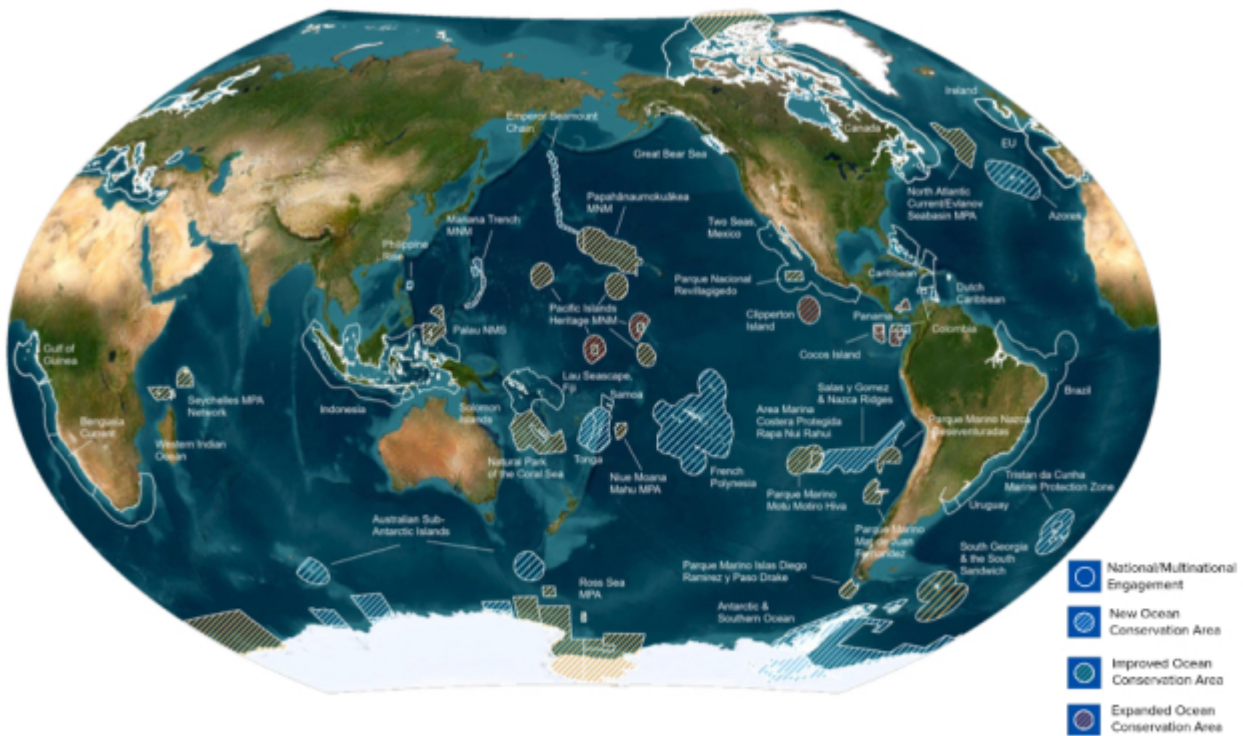 Ireland
Emperor Seamount
Chain
Canada
EU
Great Bear Sea
North Atlantic
Current/Evlanov
Seabasin MPA
Azores
Papahānaumokuākea
MNM
Mariana Trench
MNM
Two Seas,
Mexico
Philippine
Rise
Caribbean
Parque Nacional
Revillagigedo
Dutch
Caribbean
Pacific Islands
Heritage MNM
Clipperton
Island
Panama
Palau NMS
Colombia
Cocos Island
Gulf of
Guinea
Lau Seascape,
Fiji
Samoa
Salas y Gomez
& Nazca Ridges
Brazil
Seychelles MPA
Network
Indonesia
Solomon
Islands
Area Marina
Costera Protegida
Rapa Nui Rahui
Parque Marino Nazca
Desventuradas
Benguela
Current
Western Indian
Ocean
Natural Park
of the Coral Sea
Tonga
Niue Moana
Mahu MPA
French
Polynesia
Parque Marino
Motu Motiro Hiva
Tristan da Cunha
Marine Protection Zone
Uruguay
Australian Sub-
Antarctic Islands
Parque Marino
Mar de Juan
Fernandez
South Georgia
& the South
Sandwich
Parque Marino Islas Diego
Ramirez y Paso Drake
Ross Sea
MPA
Antarctic &
Southern Ocean
National/Multinational
Engagement
New Ocean
Conservation Area
Improved Ocean
Conservation Area
Expanded Ocean
Conservation Area